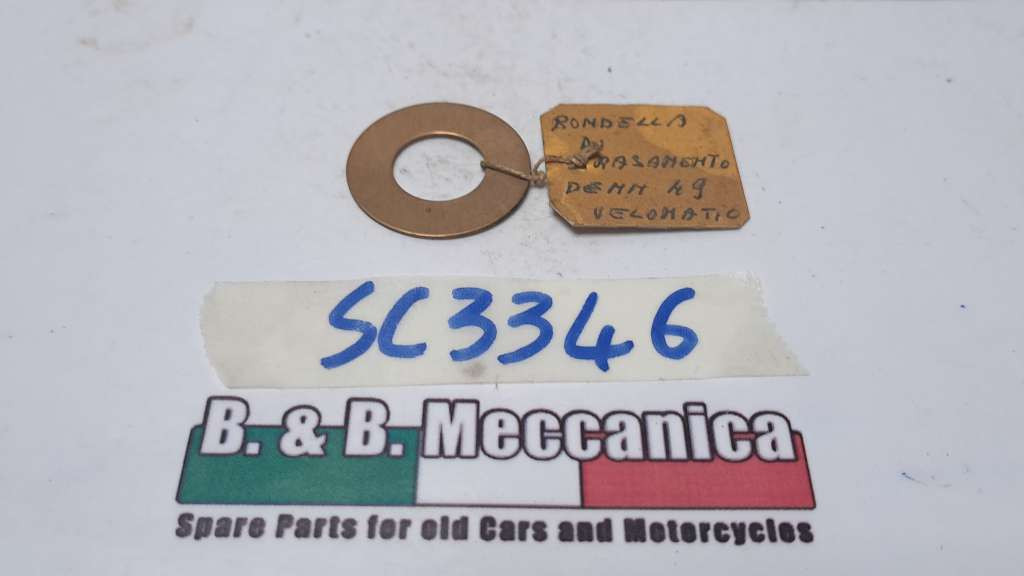 RONDELLA
DI
RASAMENTO
DEMM 49
VELOMATIC
SC3346
B. & B. Meccanica
Spare Parts for old Cars and Motorcycles